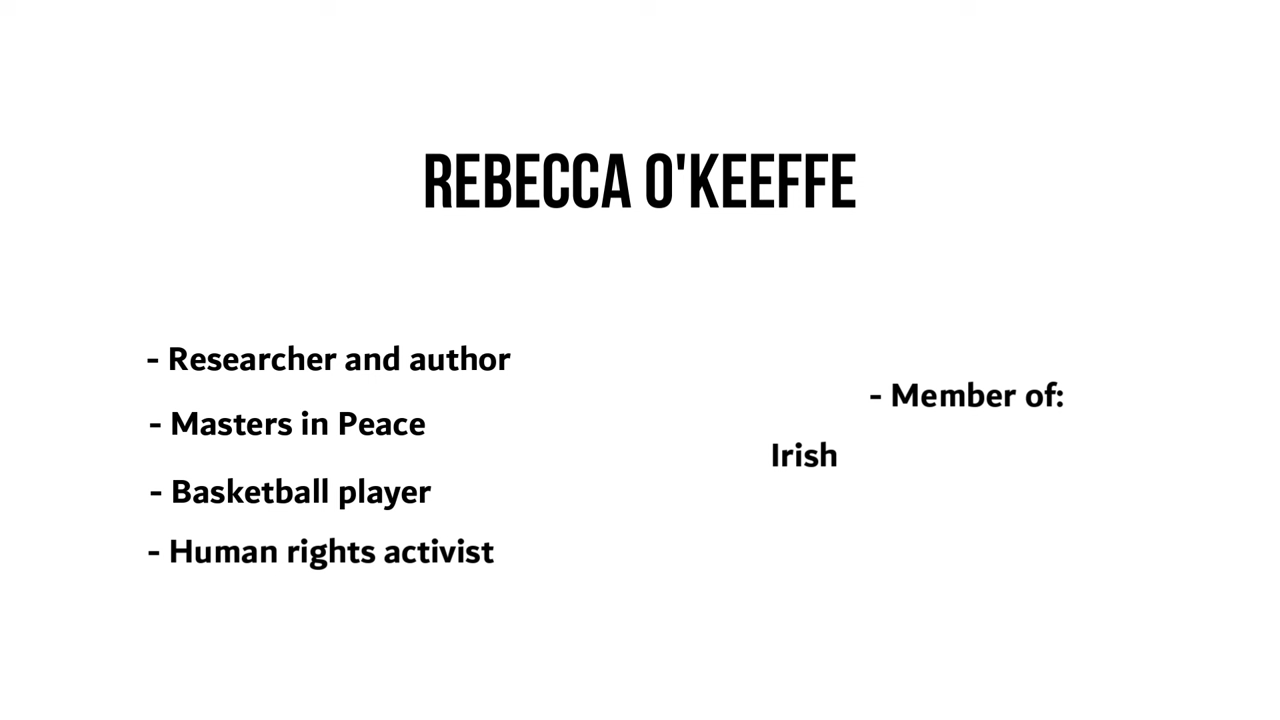 REBECCA O'KEEFFE
- Researcher and author
- Masters in Peace
- Basketball player
- Human rights activist
- Member of:
Irish